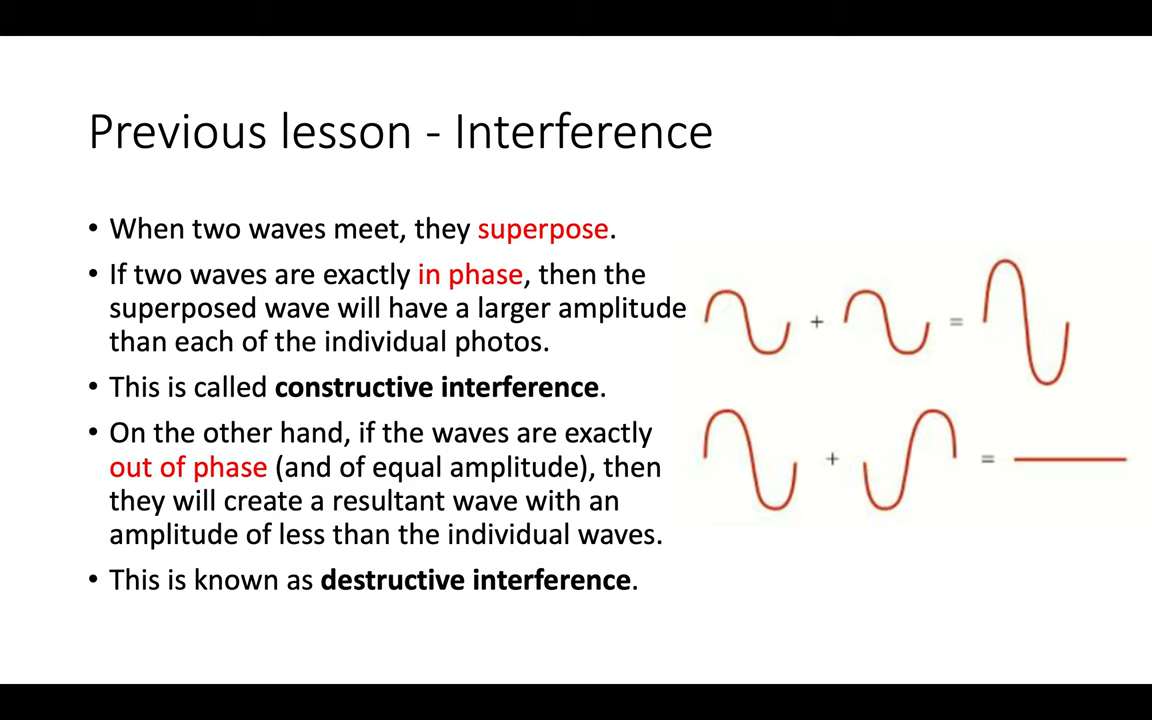 Previous lesson - Interference
• When two waves meet, they superpose.
• If two waves are exactly in phase, then the
superposed wave will have a larger amplitude
than each of the individual photos.
• This is called constructive interference.
• On the other hand, if the waves are exactly
out of phase (and of equal amplitude), then
they will create a resultant wave with an
amplitude of less than the individual waves.
• This is known as destructive interference.
+ =
+ =